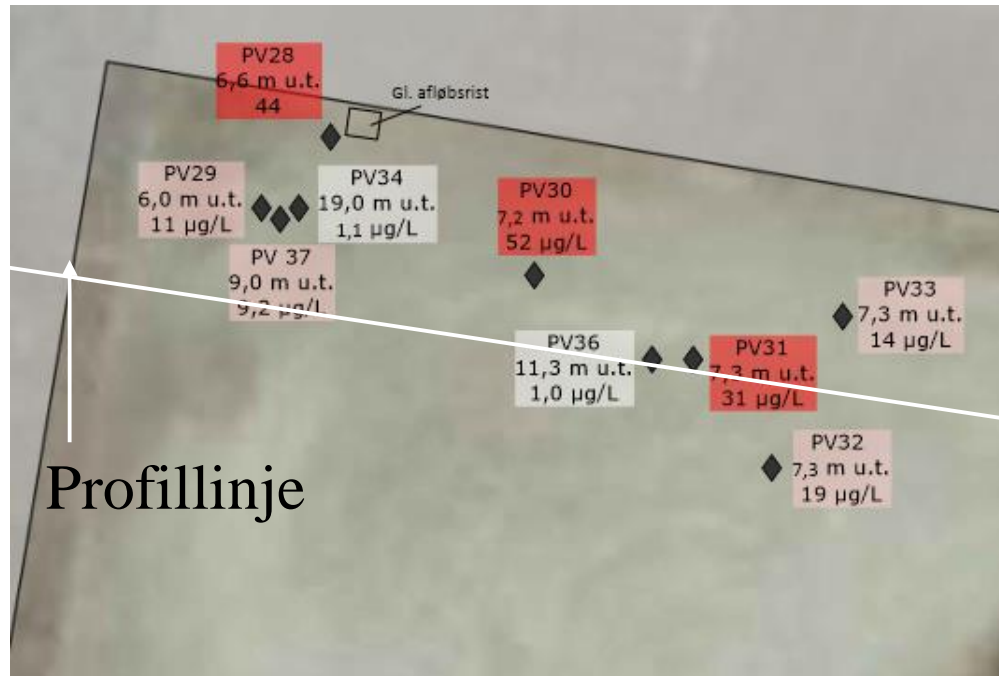 PV28
6,6 m u.t.
44
Gl. afløbsrist
PV29
6,0 m u.t.
11 µg/L
PV34
19,0 m u.t.
1,1 µg/L
PV 37
9,0 m u.t.
9,2 µg/L
PV30
7,2 m u.t.
52 µg/L
PV33
7,3 m u.t.
14 µg/L
PV36
11,3 m u.t.
1,0 µg/L
PV31
7,3 m u.t.
31 µg/L
PV32
7,3 m u.t.
19 µg/L
Profillinje